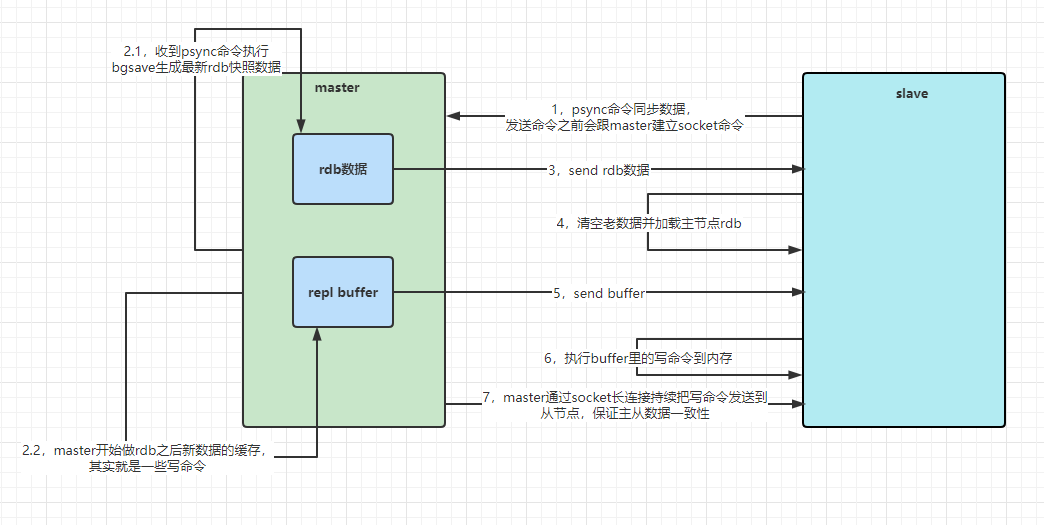 2.1，收到psync命令执行
bgsave生成最新rdb快照数据
master
slave
1，psync命令同步数据，
发送命令之前会跟master建立socket命令
rdb数据
3，send rdb数据
4，清空老数据并加载主节点rdb
repl buffer
5，send buffer
6，执行buffer里的写命令到内存
7，master通过socket长连接持续把写命令发送到
从节点，保证主从数据一致性
2.2，master开始做rdb之后新数据的缓存，
其实就是一些写命令